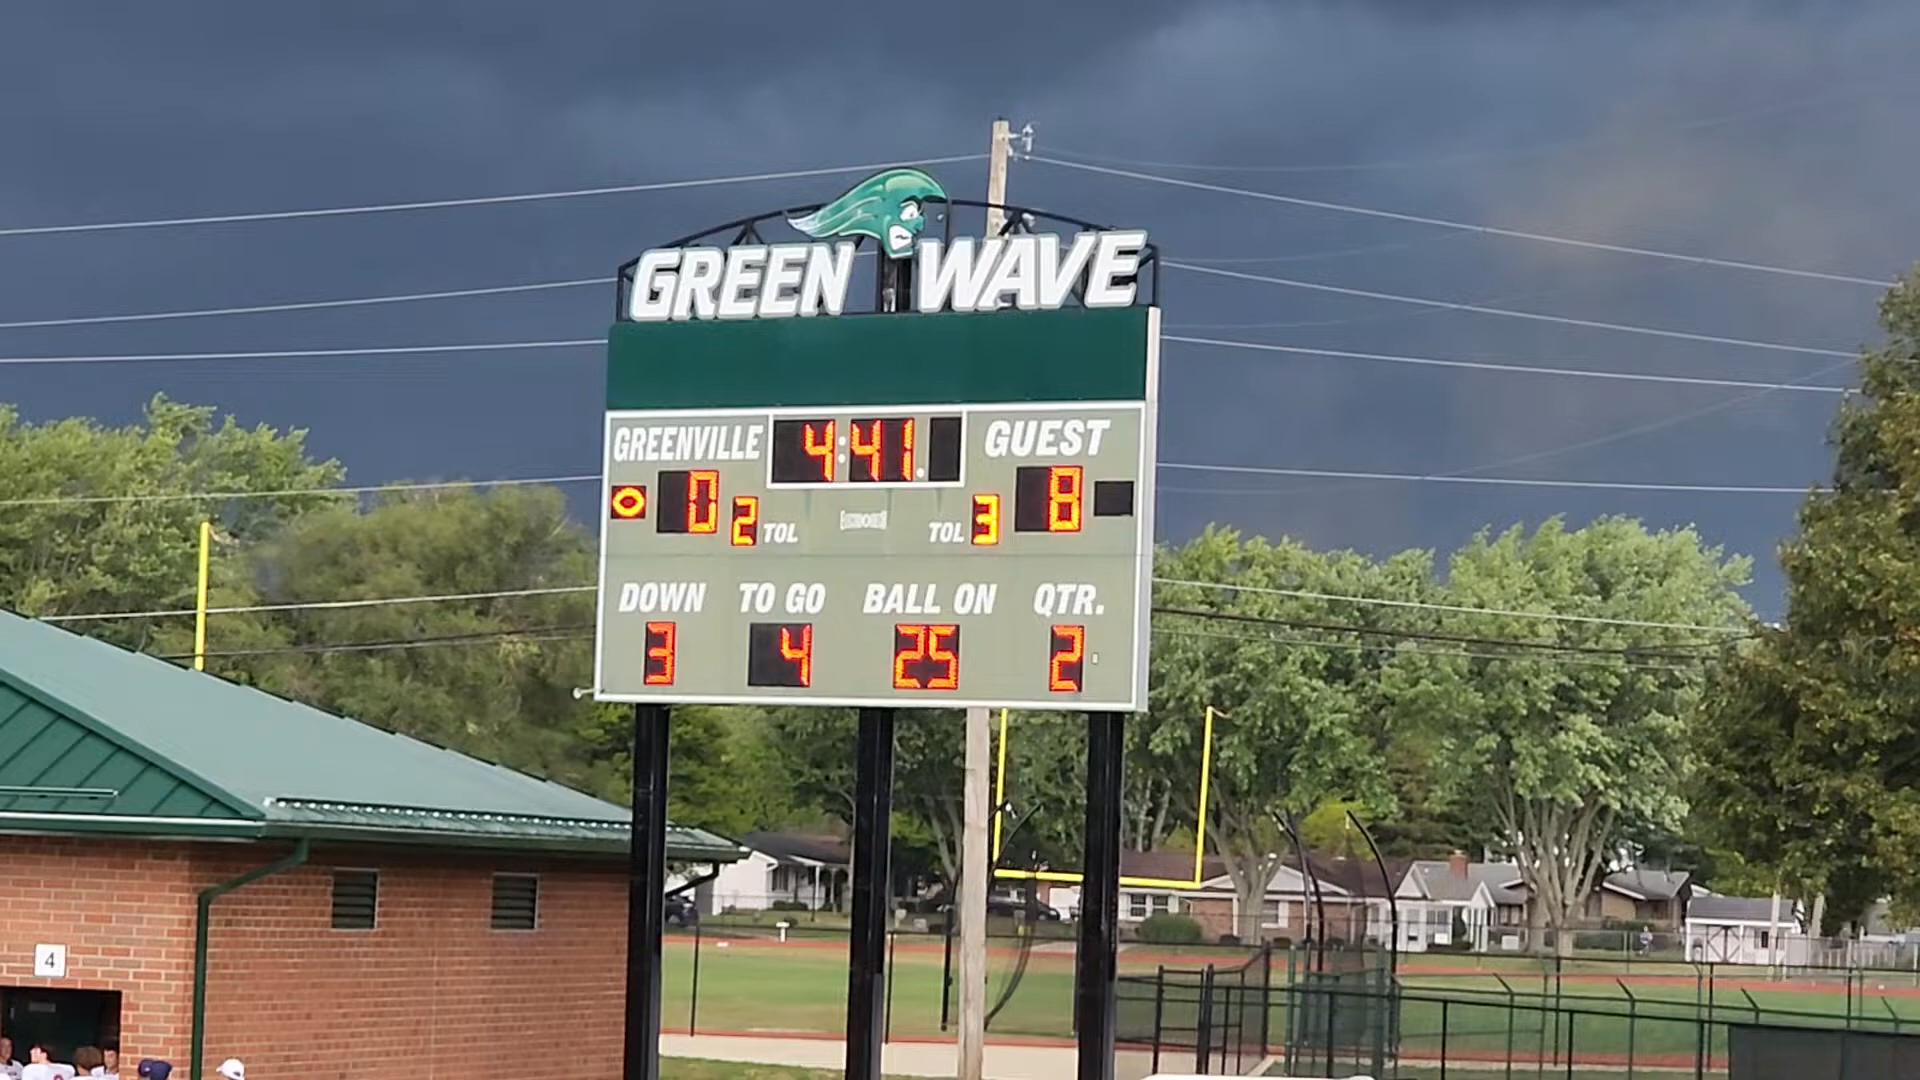 GREEN WAVE
GREENVILLE 4:41. GUEST
0 2 TOL TOL 3 8
DOWN TO GO BALL ON QTR.
3 4 25 2
4